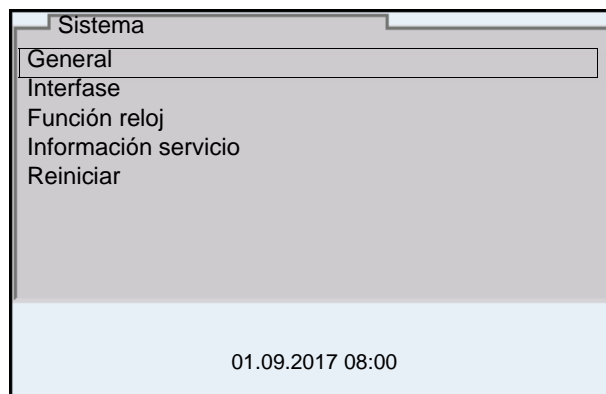 Sistema
General
Interfase
Función reloj
Información servicio
Reiniciar
01.09.2017 08:00